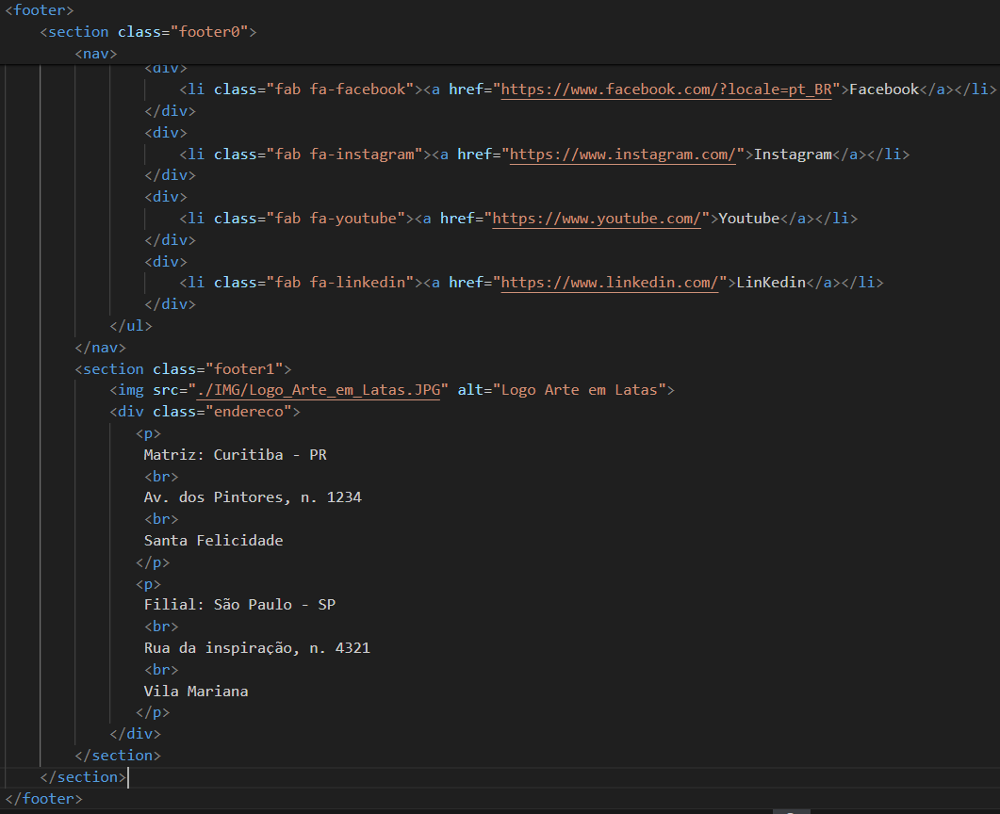 <footer>
<section class="footer0">
<nav>
<div>
<li class="fab fa-facebook"><a href="https://www.facebook.com/?locale=pt_BR">Facebook</a></li>
</div>
<div>
<li class="fab fa-instagram"><a href="https://www.instagram.com/">Instagram</a></li>
</div>
<div>
<li class="fab fa-youtube"><a href="https://www.youtube.com/">Youtube</a></li>
</div>
<div>
<li class="fab fa-linkedin"><a href="https://www.linkedin.com/">LinKedin</a></li>
</div>
</ul>
</nav>
<section class="footer1">
<img src="./IMG/Logo_Arte_em_Latas.JPG" alt="Logo Arte em Latas">
<div class="endereco">
<p>
Matriz: Curitiba - PR
<br>
Av. dos Pintores, n. 1234
<br>
Santa Felicidade
</p>
<p>
Filial: São Paulo - SP
<br>
Rua da inspiração, n. 4321
<br>
Vila Mariana
</p>
</div>
</section>
</section>
</footer>